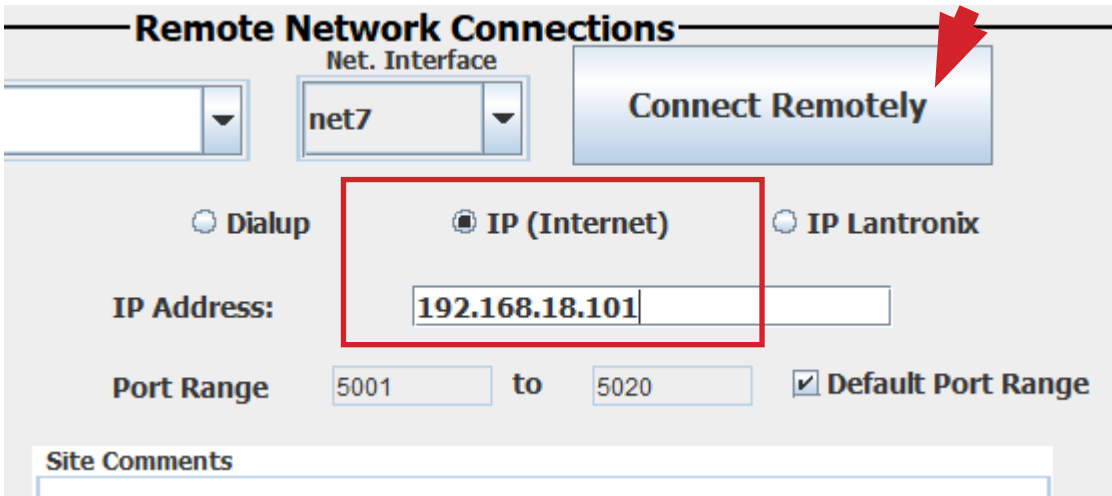 Remote Network Connections
Net. Interface
net7
Connect Remotely
Dialup
IP (Internet)
IP Lantronix
IP Address:
192.168.18.101
Port Range
5001
to
5020
Default Port Range
Site Comments